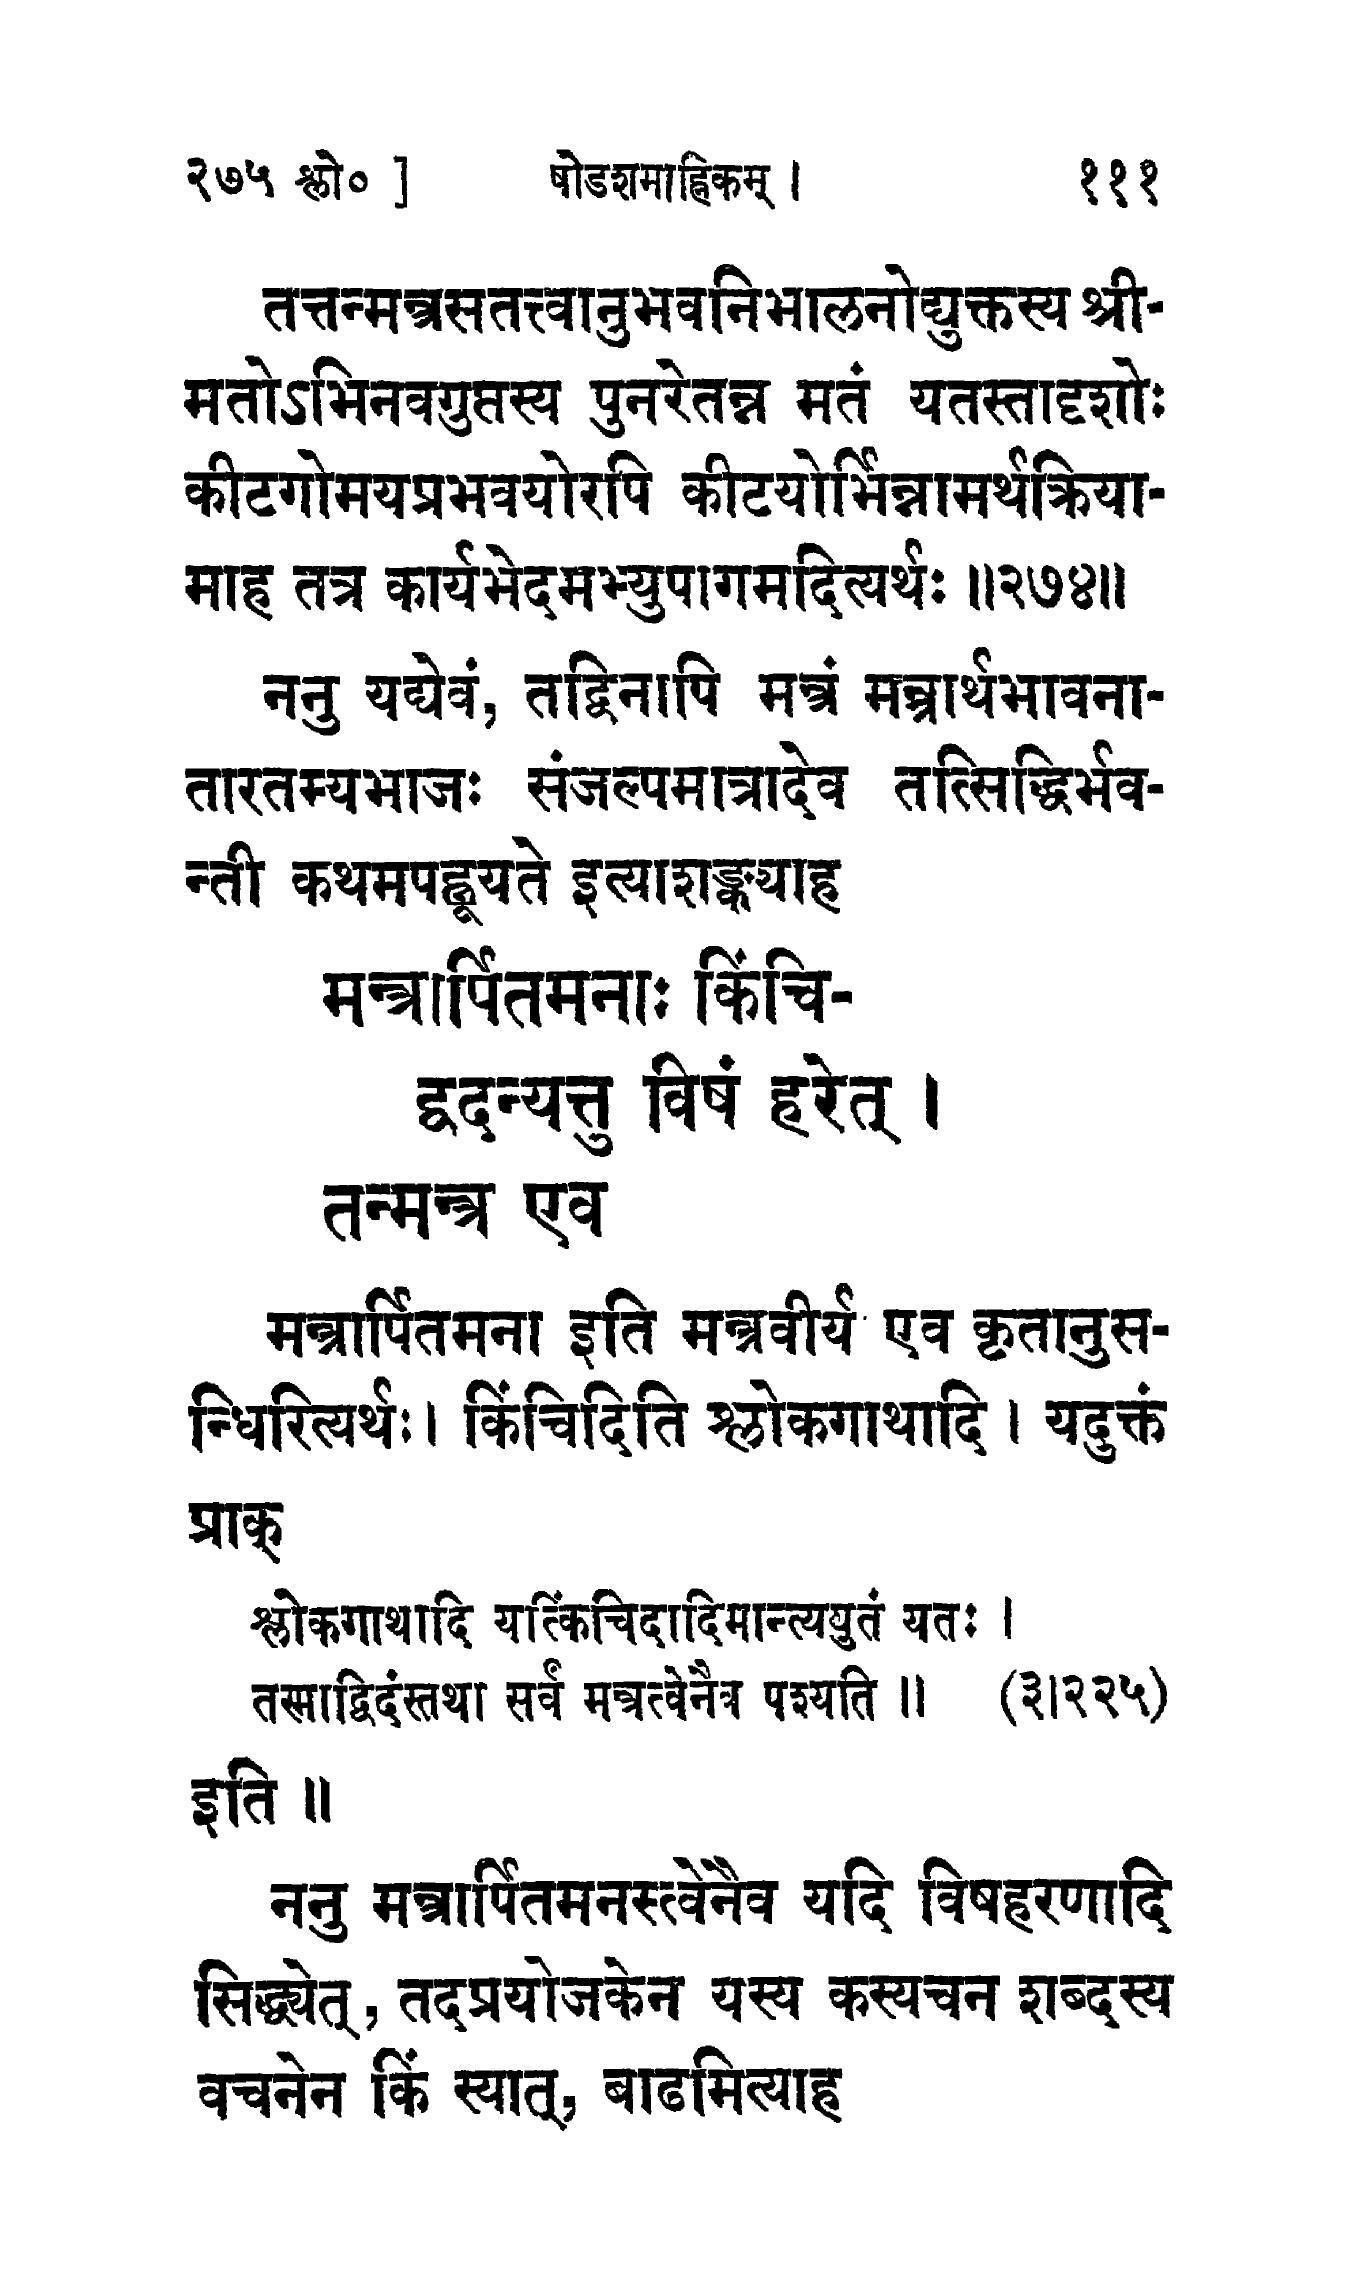 २७५ श्लो० ] षोडशमाह्निकम् । १११
तत्तन्मन्त्रसतत्त्वानुभवनिभालनोद्युक्तस्य श्री-
मतोऽभिनवगुप्तस्य पुनरेतन्न मतं यतस्तादृशोः
कीटगोमयप्रभवयोरपि कीटयोर्भिन्नामर्थक्रिया-
माह तत्र कार्यभेदमभ्युपागमदित्यर्थः ॥२७४॥
ननु यद्येवं, तद्विनापि मन्त्रं मन्त्रार्थभावना-
तारतम्यभाजः संजल्पमात्रादेव तत्सिद्धिर्भव-
न्ती कथमपह्नूयते इत्याशङ्क्याह
मन्त्रार्पितमनाः किंचि-
द्वदन्यत्तु विषं हरेत् ।
तन्मन्त्र एव
मन्त्रार्पितमना इति मन्त्रवीर्य एव कृतानुस-
न्धिरित्यर्थः। किंचिदिति श्लोकगाथादि । यदुक्तं
प्राक्
श्लोकगाथादि यत्किंचिदादिमान्त्ययुतं यतः ।
तस्माद्विदंस्तथा सर्वं मन्त्रत्वेनैव पश्यति ॥ (३।२२५)
इति ॥
ननु मन्त्रार्पितमनस्त्वेनैव यदि विषहरणादि
सिद्ध्येत्, तदप्रयोजकेन यस्य कस्यचन शब्दस्य
वचनेन किं स्यात्, बाढमित्याह